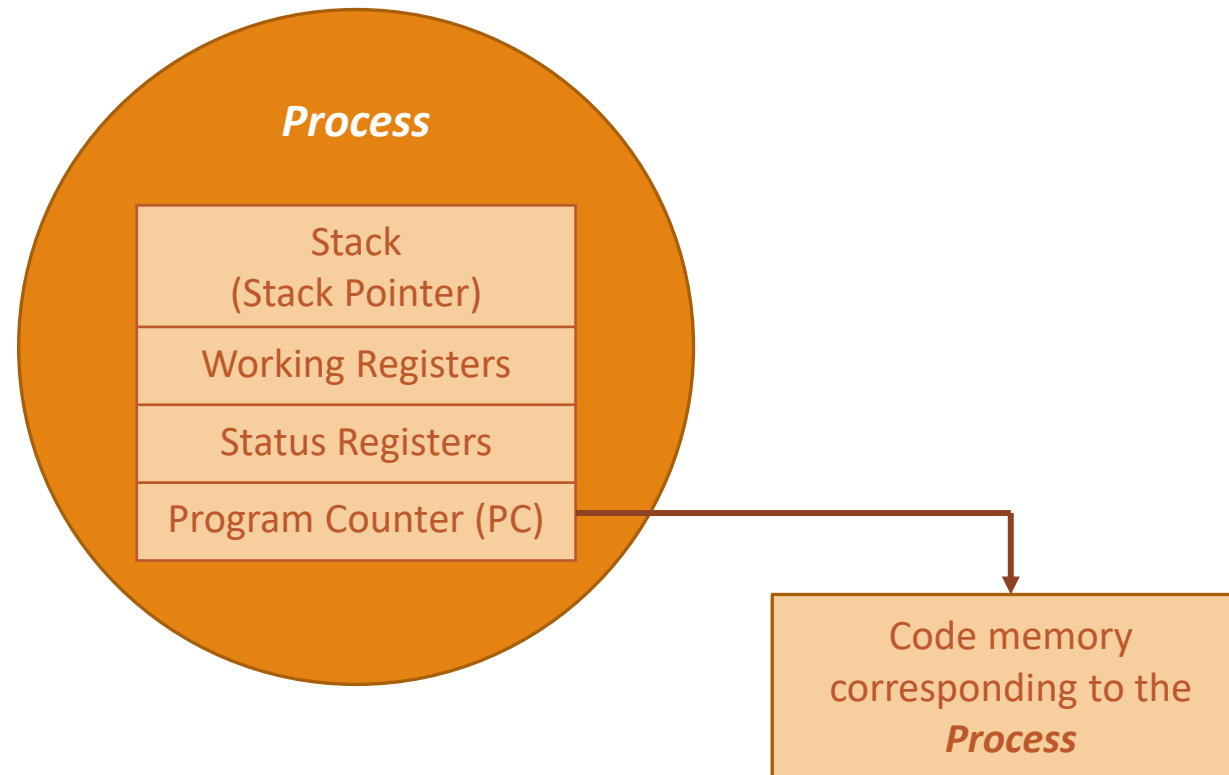 Process
Stack
(Stack Pointer)
Working Registers
Status Registers
Program Counter (PC)
Code memory
corresponding to the
Process